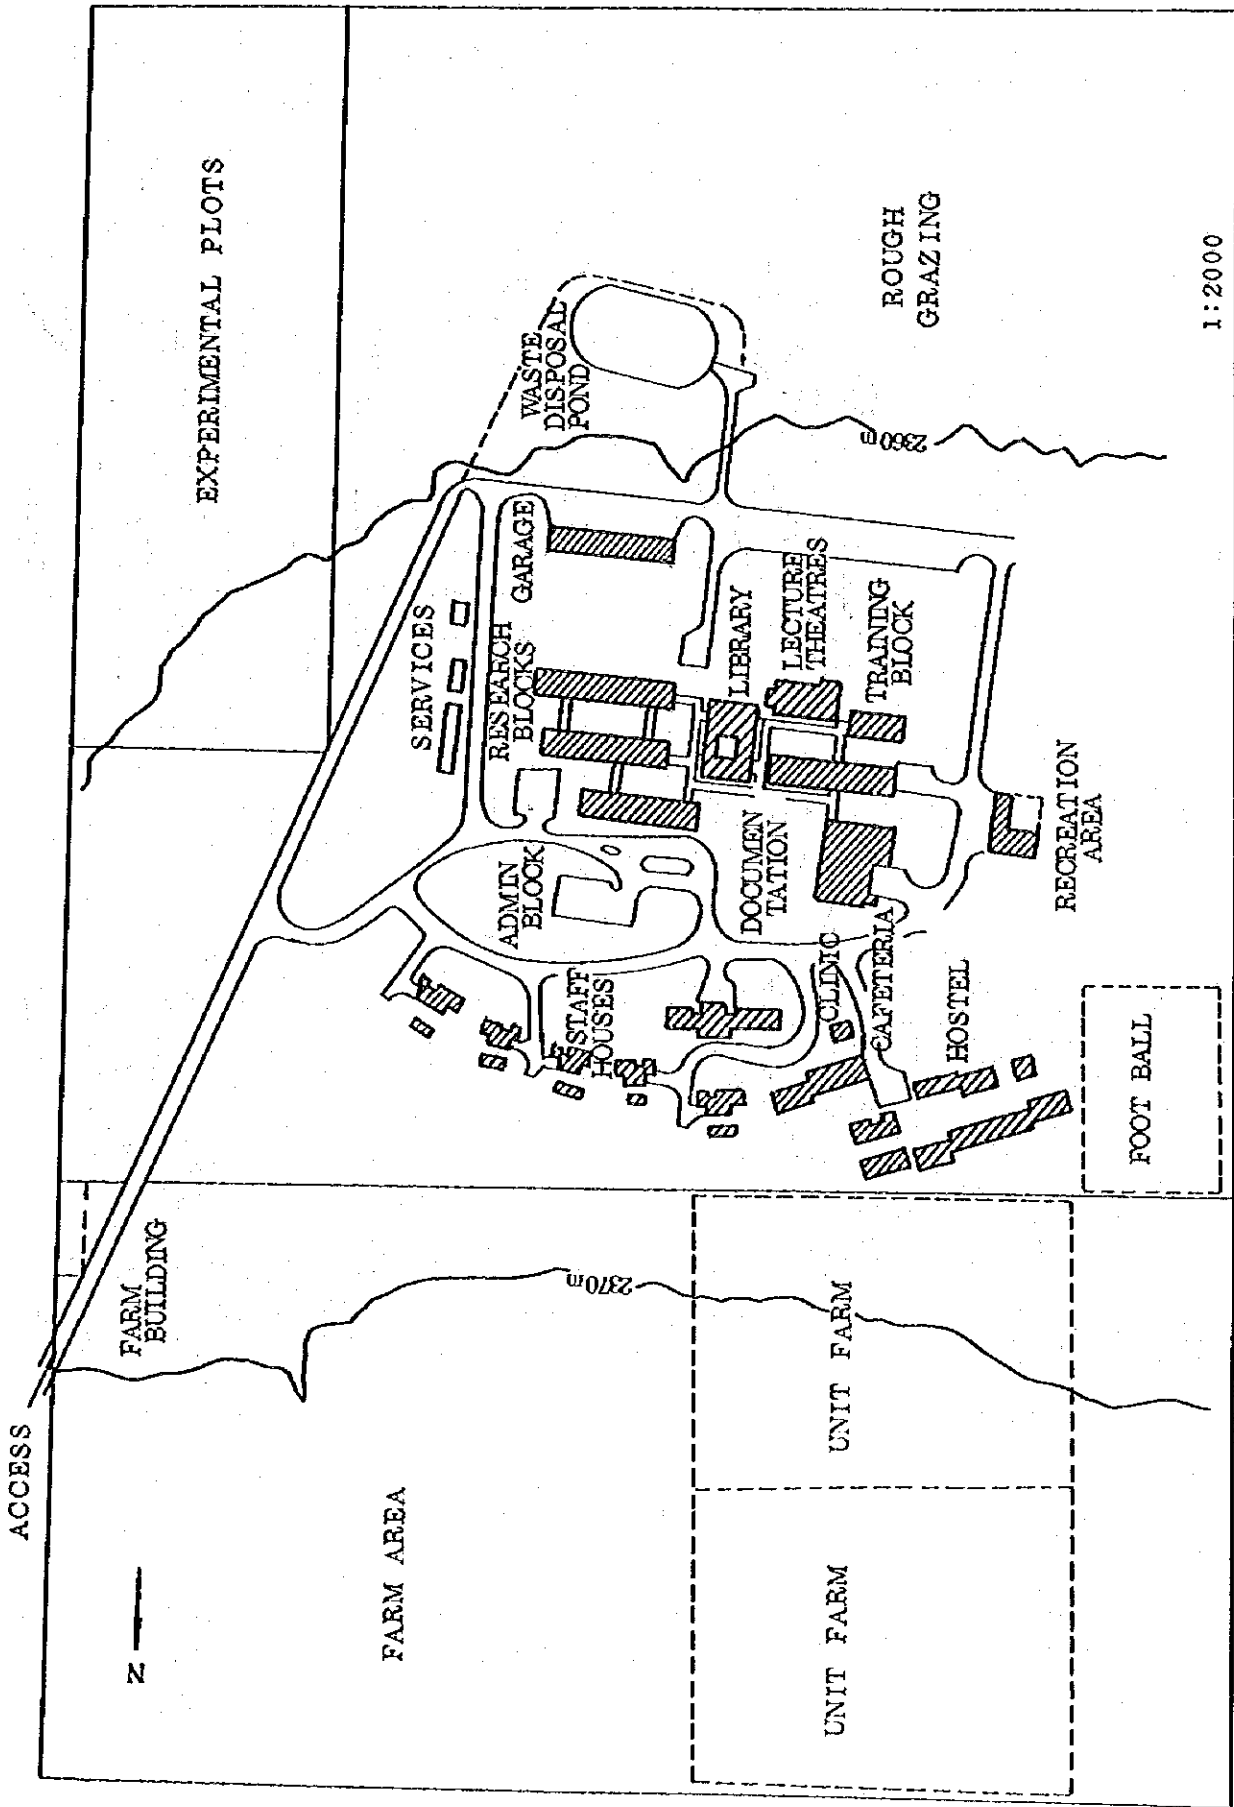 ACCESS
N
FARM
BUILDING
EXPERIMENTAL PLOTS
FARM AREA
SERVICES
RESEARCH
BLOCKS
GARAGE
WASTE
DISPOSAL
POND
ADMIN
BLOCK
STAFF
HOUSES
2370m
2360m
LIBRARY
LECTURE
THEATRES
DOCUMEN
TATION
TRAINING
BLOCK
CLINIC
CAFETERIA
HOSTEL
UNIT FARM
UNIT FARM
ROUGH
GRAZING
RECREATION
AREA
FOOT BALL
1:2000